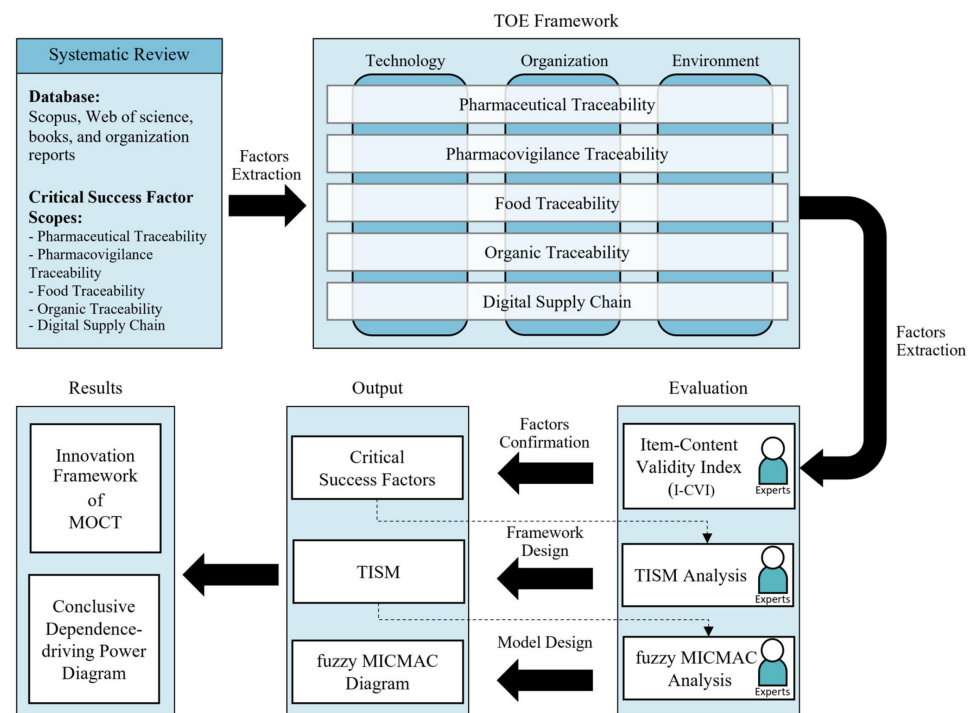 TOE Framework
Systematic Review
Database:
Scopus, Web of science,
books, and organization
reports
Critical Success Factor
Scopes:
- Pharmaceutical Traceability
- Pharmacovigilance
Traceability
- Food Traceability
- Organic Traceability
- Digital Supply Chain
Factors
Extraction
Technology
Organization
Environment
Pharmaceutical Traceability
Pharmacovigilance Traceability
Food Traceability
Organic Traceability
Digital Supply Chain
Factors
Extraction
Results
Output
Evaluation
Innovation
Framework
of
MOCT
Conclusive
Dependence-
driving Power
Diagram
Critical
Success Factors
TISM
fuzzy MICMAC
Diagram
Factors
Confirmation
Framework
Design
Model Design
Item-Content
Validity Index
(I-CVI)
Experts
TISM Analysis
Experts
fuzzy MICMAC
Analysis
Experts